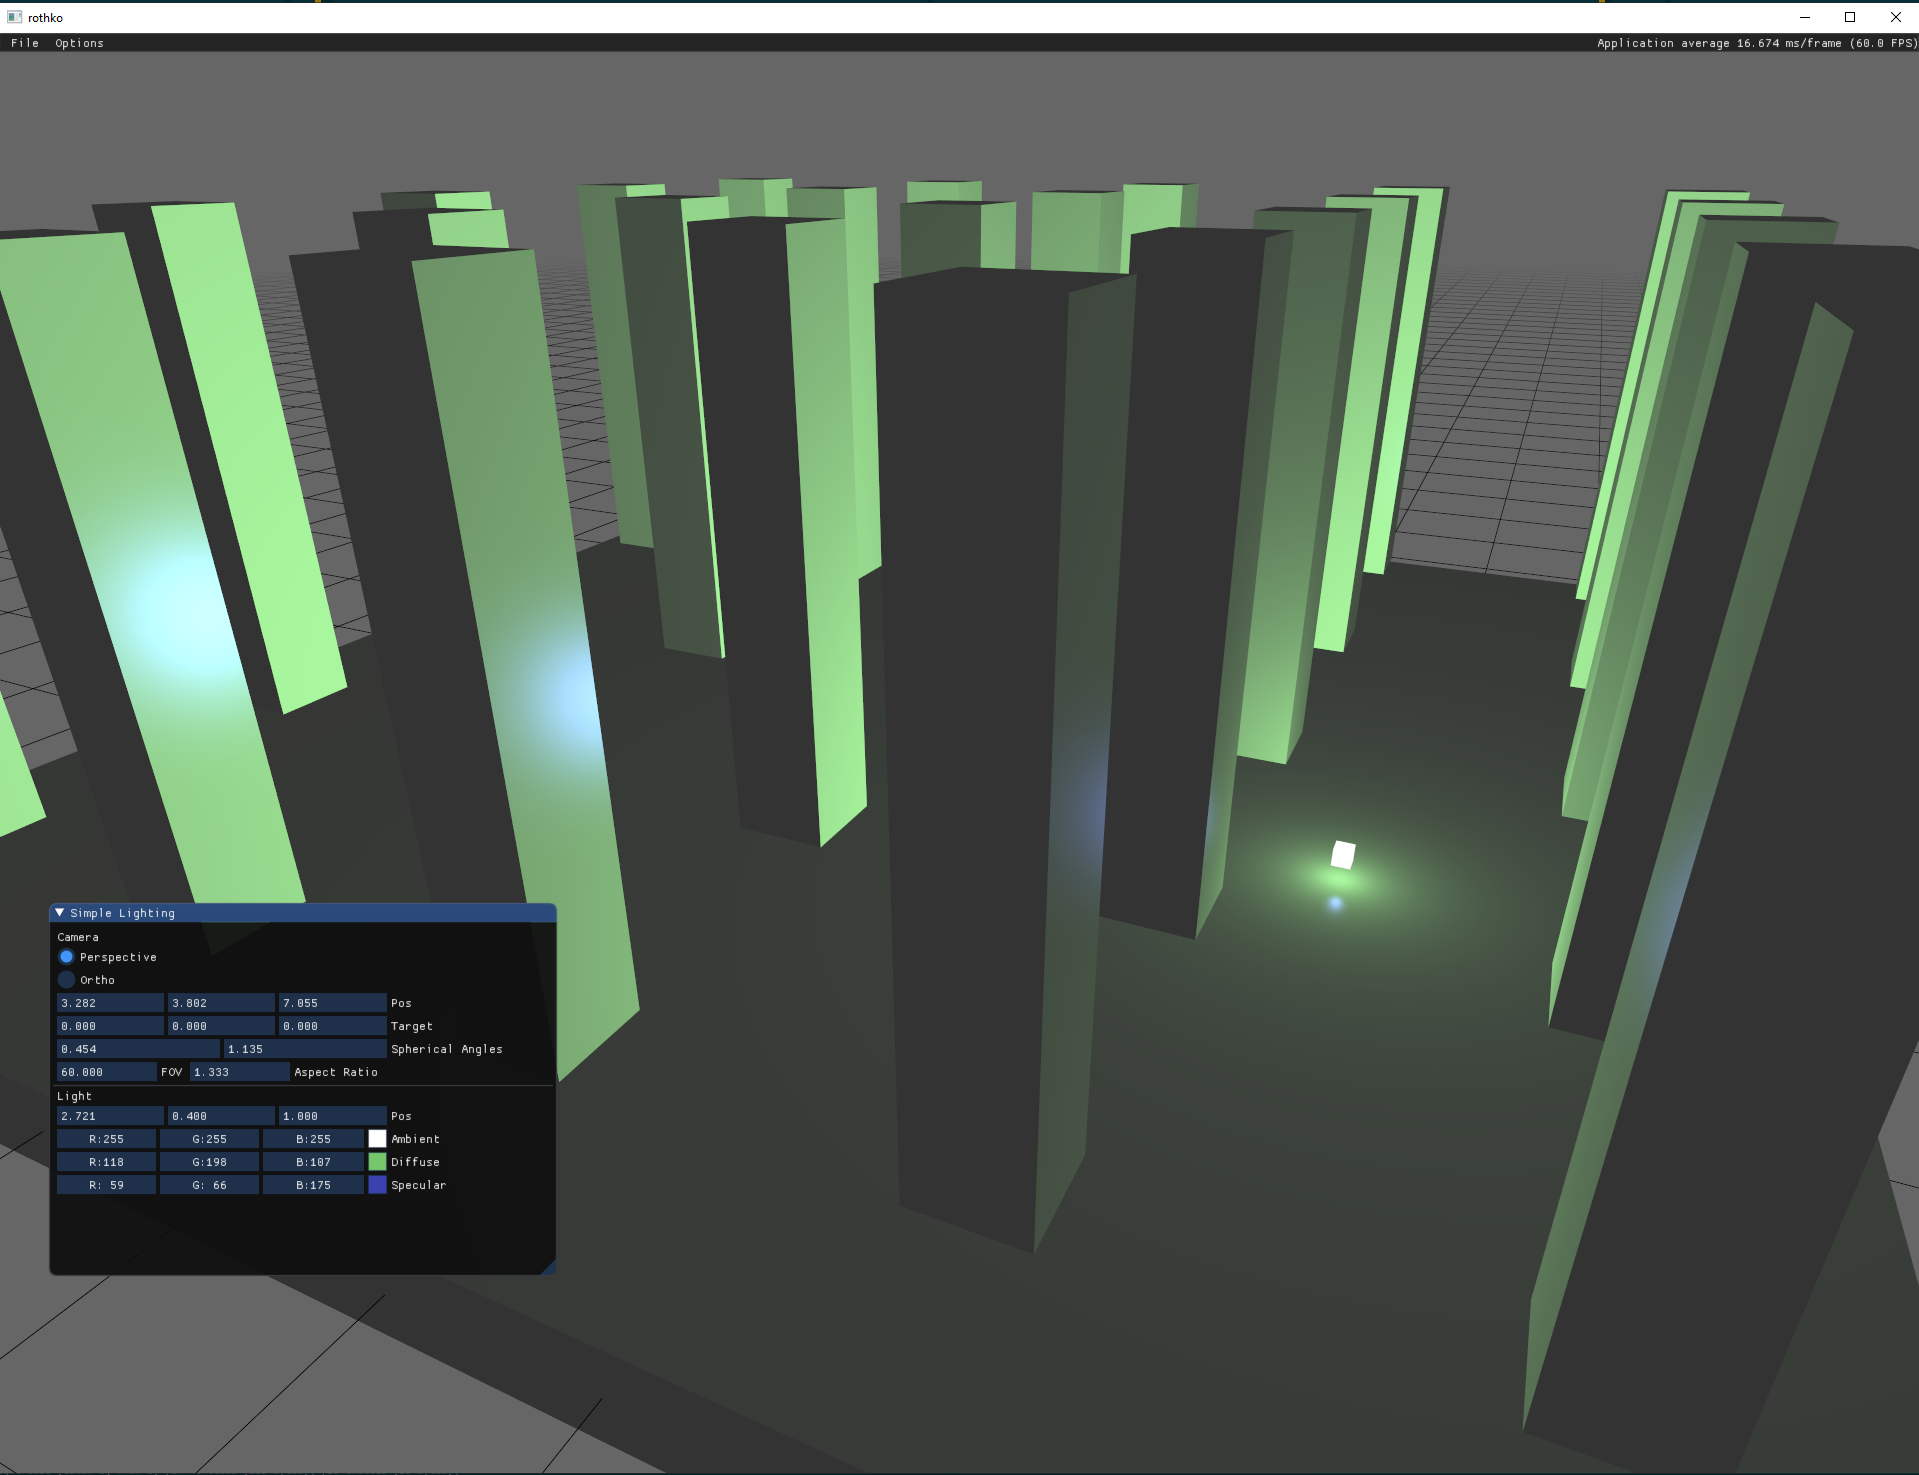 rothko
File Options Application average 16.674 ms/frame (60.0 FPS)
Simple Lighting
Camera
Perspective
Ortho
3.282 3.802 7.055 Pos
0.000 0.000 0.000 Target
0.454 1.135 Spherical Angles
60.000 FOV 1.333 Aspect Ratio
Light
2.721 0.400 1.000 Pos
R:255 G:255 B:255 Ambient
R:118 G:198 B:107 Diffuse
R: 59 G: 66 B:175 Specular